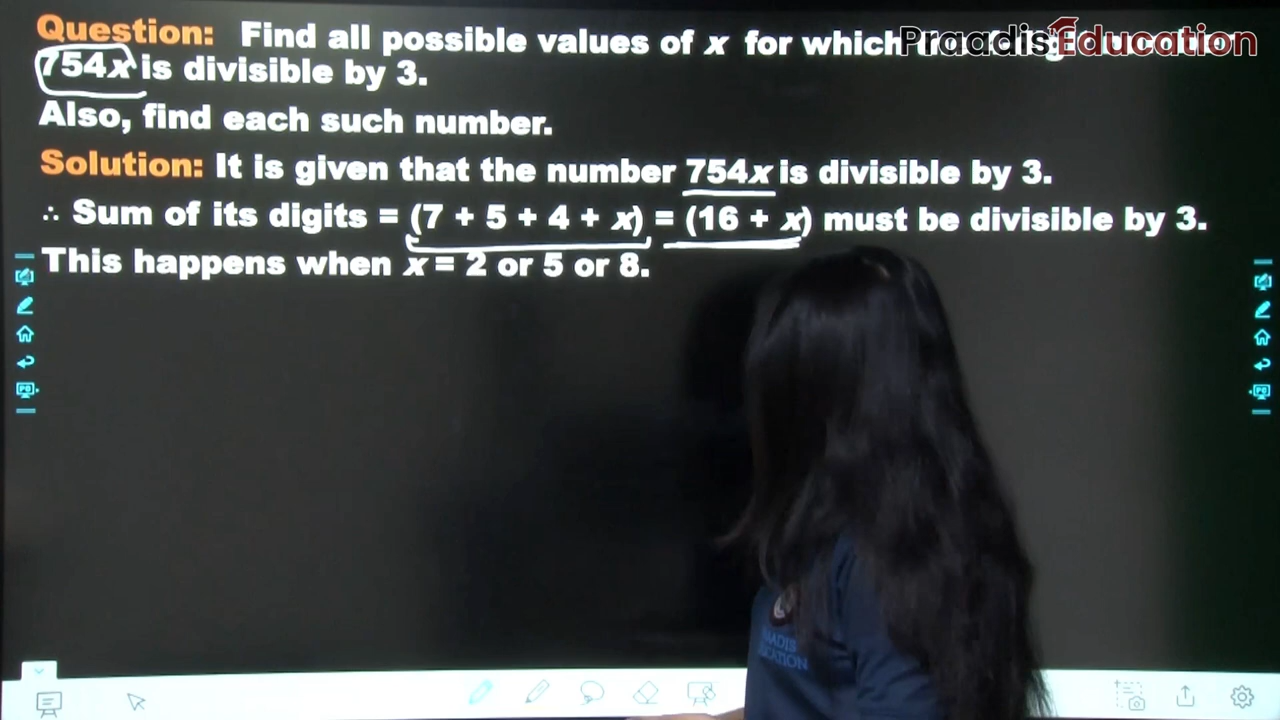 Question: Find all possible values of x for which
Praadis Education
754x is divisible by 3.
Also, find each such number.
Solution: It is given that the number 754x is divisible by 3.
∴ Sum of its digits = (7 + 5 + 4 + x) = (16 + x) must be divisible by 3.
This happens when x = 2 or 5 or 8.